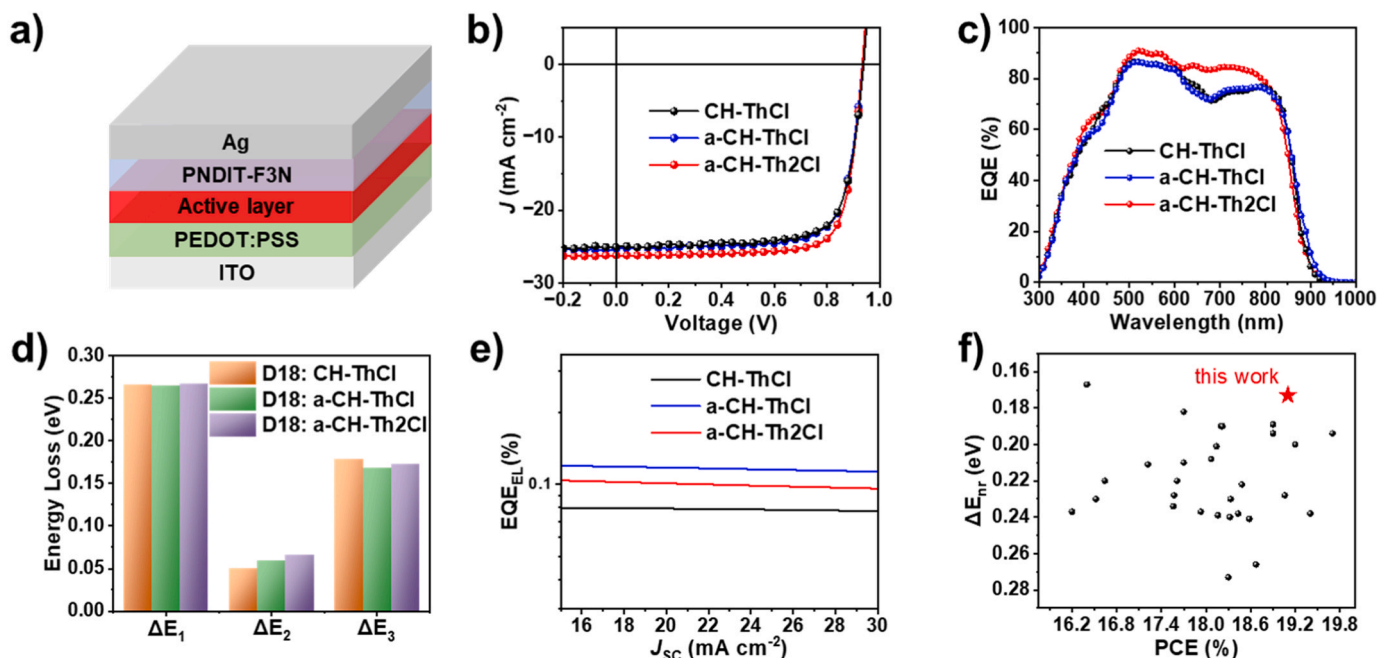 a)
Ag
PNDIT-F3N
Active layer
PEDOT:PSS
ITO
b)
J (mA cm⁻²)
0
−10
−20
−30
CH-ThCl
a-CH-ThCl
a-CH-Th2Cl
−0.2 0.0 0.2 0.4 0.6 0.8 1.0
Voltage (V)
c)
EQE (%)
100
80
60
40
20
0
CH-ThCl
a-CH-ThCl
a-CH-Th2Cl
300 400 500 600 700 800 900 1000
Wavelength (nm)
d)
Energy Loss (eV)
0.30
0.25
0.20
0.15
0.10
0.05
0.00
D18: CH-ThCl
D18: a-CH-ThCl
D18: a-CH-Th2Cl
ΔE₁ ΔE₂ ΔE₃
e)
EQE_EL(%)
0.1
CH-ThCl
a-CH-ThCl
a-CH-Th2Cl
16 18 20 22 24 26 28 30
J_SC (mA cm⁻²)
f)
ΔE_nr (eV)
0.16
0.18
0.20
0.22
0.24
0.26
0.28
this work
16.2 16.8 17.4 18.0 18.6 19.2 19.8
PCE (%)